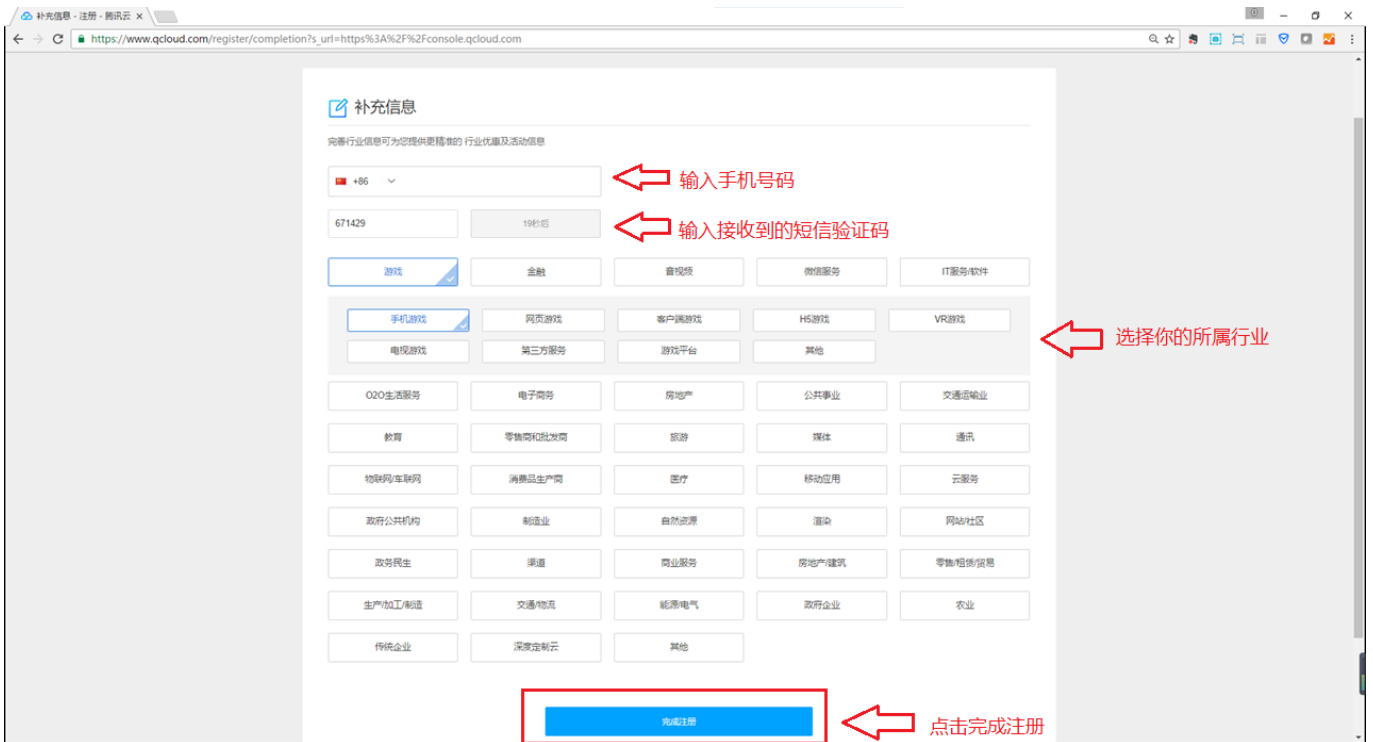 补充信息 - 注册 - 腾讯云
https://www.qcloud.com/register/completion?s_url=https%3A%2F%2Fconsole.qcloud.com
补充信息
完善行业信息可为您提供更精准的 行业优惠及活动信息
+86 输入手机号码
671429 19秒后 输入接收到的短信验证码
游戏 金融 音视频 微信服务 IT服务/软件
手机游戏 网页游戏 客户端游戏 H5游戏 VR游戏
选择你的所属行业
电视游戏 第三方服务 游戏平台 其他
O2O生活服务 电子商务 房地产 公共事业 交通运输业
教育 零售商和批发商 旅游 媒体 通讯
物联网/车联网 消费品生产商 医疗 移动应用 云服务
政府公共机构 制造业 自然资源 渲染 网站/社区
政务民生 渠道 商业服务 房地产/建筑 零售/租赁/贸易
生产/加工/制造 交通/物流 能源/电气 政府企业 农业
传统企业 深度定制云 其他
完成注册 点击完成注册